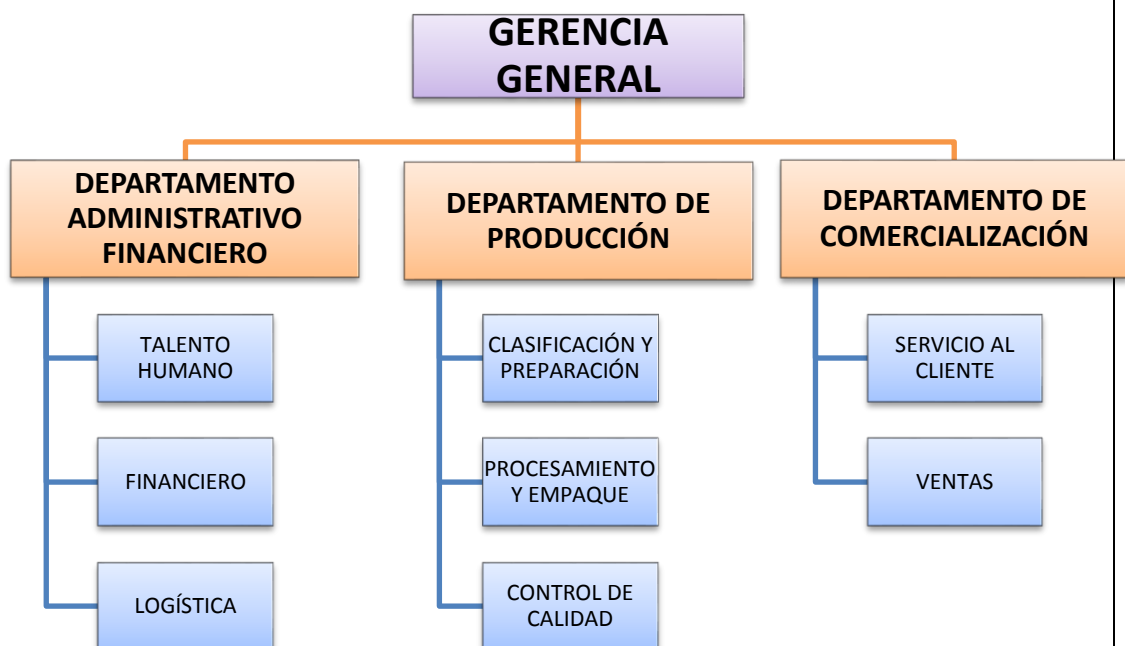 GERENCIA
GENERAL
DEPARTAMENTO
ADMINISTRATIVO
FINANCIERO
TALENTO
HUMANO
FINANCIERO
LOGÍSTICA
DEPARTAMENTO DE
PRODUCCIÓN
CLASIFICACIÓN Y
PREPARACIÓN
PROCESAMIENTO
Y EMPAQUE
CONTROL DE
CALIDAD
DEPARTAMENTO DE
COMERCIALIZACIÓN
SERVICIO AL
CLIENTE
VENTAS